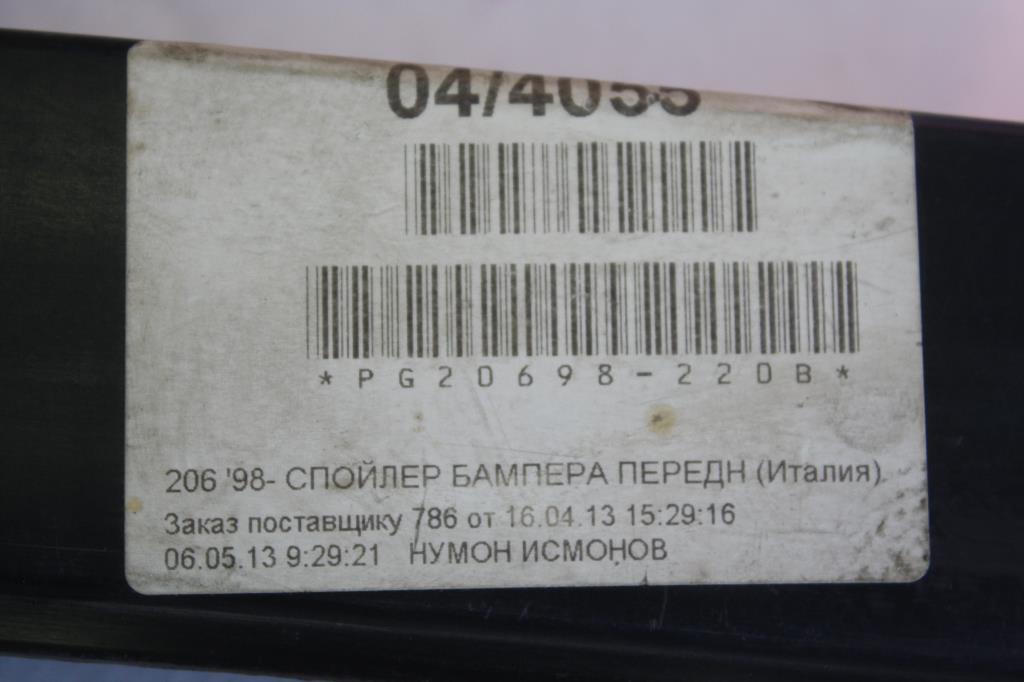 04/4055
*PG20698-220B*
206 '98- СПОЙЛЕР БАМПЕРА ПЕРЕДН (Италия)
Заказ поставщику 786 от 16.04.13 15:29:16
06.05.13 9:29:21 НУМОН ИСМОНОВ